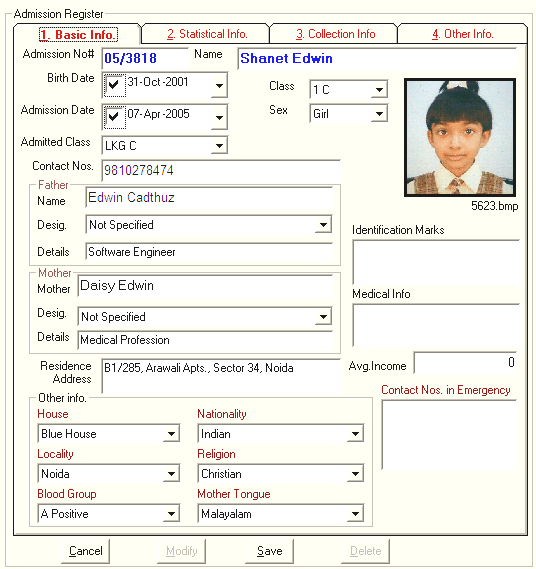 Admission Register
1. Basic Info. 2. Statistical Info. 3. Collection Info 4. Other Info.
Admission No# 05/3818 Name Shanet Edwin
Birth Date 31-Oct-2001 Class 1 C
Admission Date 07-Apr-2005 Sex Girl
Admitted Class LKG C
Contact Nos. 9810278474
Father
Name Edwin Cadthuz
5623.bmp
Desig. Not Specified
Identification Marks
Details Software Engineer
Mother
Mother Daisy Edwin
Medical Info
Desig. Not Specified
Details Medical Profession
Residence Address B1/285, Arawali Apts., Sector 34, Noida
Avg.Income 0
Contact Nos. in Emergency
Other info.
House Nationality
Blue House Indian
Locality Religion
Noida Christian
Blood Group Mother Tongue
A Positive Malayalam
Cancel Modify Save Delete